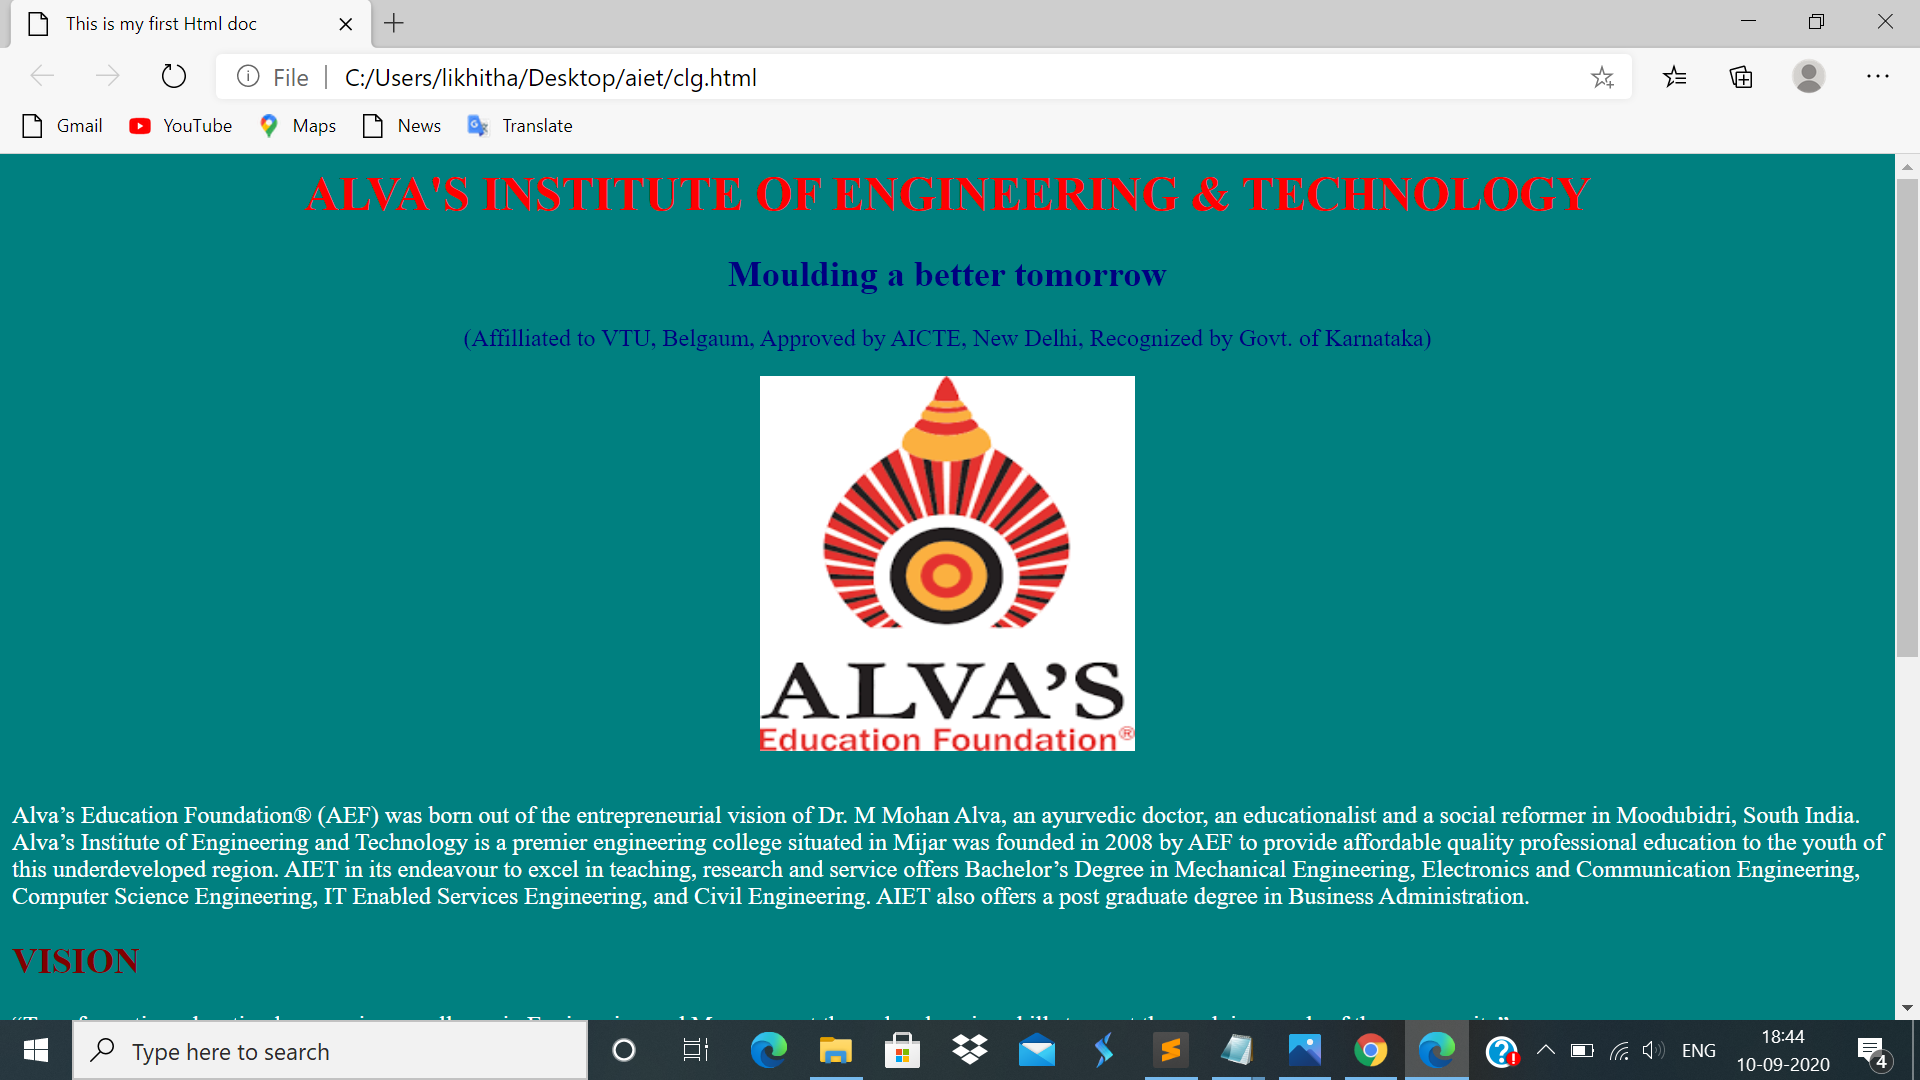 This is my first Html doc
File | C:/Users/likhitha/Desktop/aiet/clg.html
Gmail YouTube Maps News Translate
ALVA'S INSTITUTE OF ENGINEERING & TECHNOLOGY
Moulding a better tomorrow
(Affilliated to VTU, Belgaum, Approved by AICTE, New Delhi, Recognized by Govt. of Karnataka)
ALVA'S
Education Foundation®
Alva’s Education Foundation® (AEF) was born out of the entrepreneurial vision of Dr. M Mohan Alva, an ayurvedic doctor, an educationalist and a social reformer in Moodubidri, South India.
Alva’s Institute of Engineering and Technology is a premier engineering college situated in Mijar was founded in 2008 by AEF to provide affordable quality professional education to the youth of
this underdeveloped region. AIET in its endeavour to excel in teaching, research and service offers Bachelor’s Degree in Mechanical Engineering, Electronics and Communication Engineering,
Computer Science Engineering, IT Enabled Services Engineering, and Civil Engineering. AIET also offers a post graduate degree in Business Administration.
VISION
Type here to search
ENG
18:44
10-09-2020
4